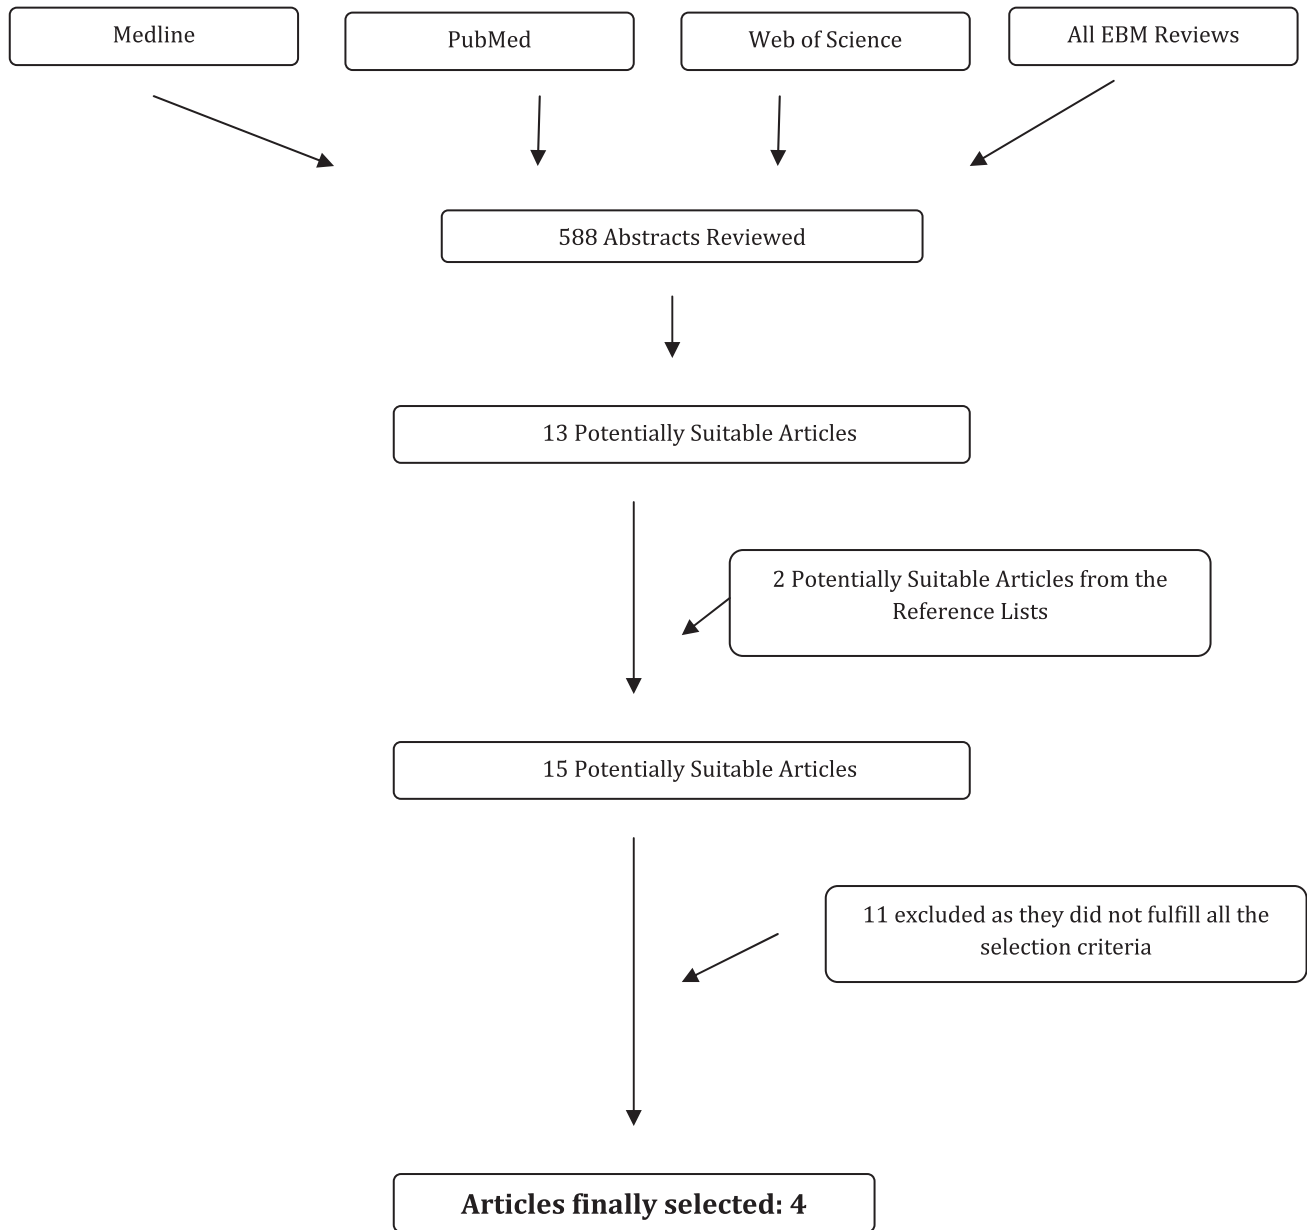 Medline
PubMed
Web of Science
All EBM Reviews
588 Abstracts Reviewed
13 Potentially Suitable Articles
2 Potentially Suitable Articles from the
Reference Lists
15 Potentially Suitable Articles
11 excluded as they did not fulfill all the
selection criteria
Articles finally selected: 4